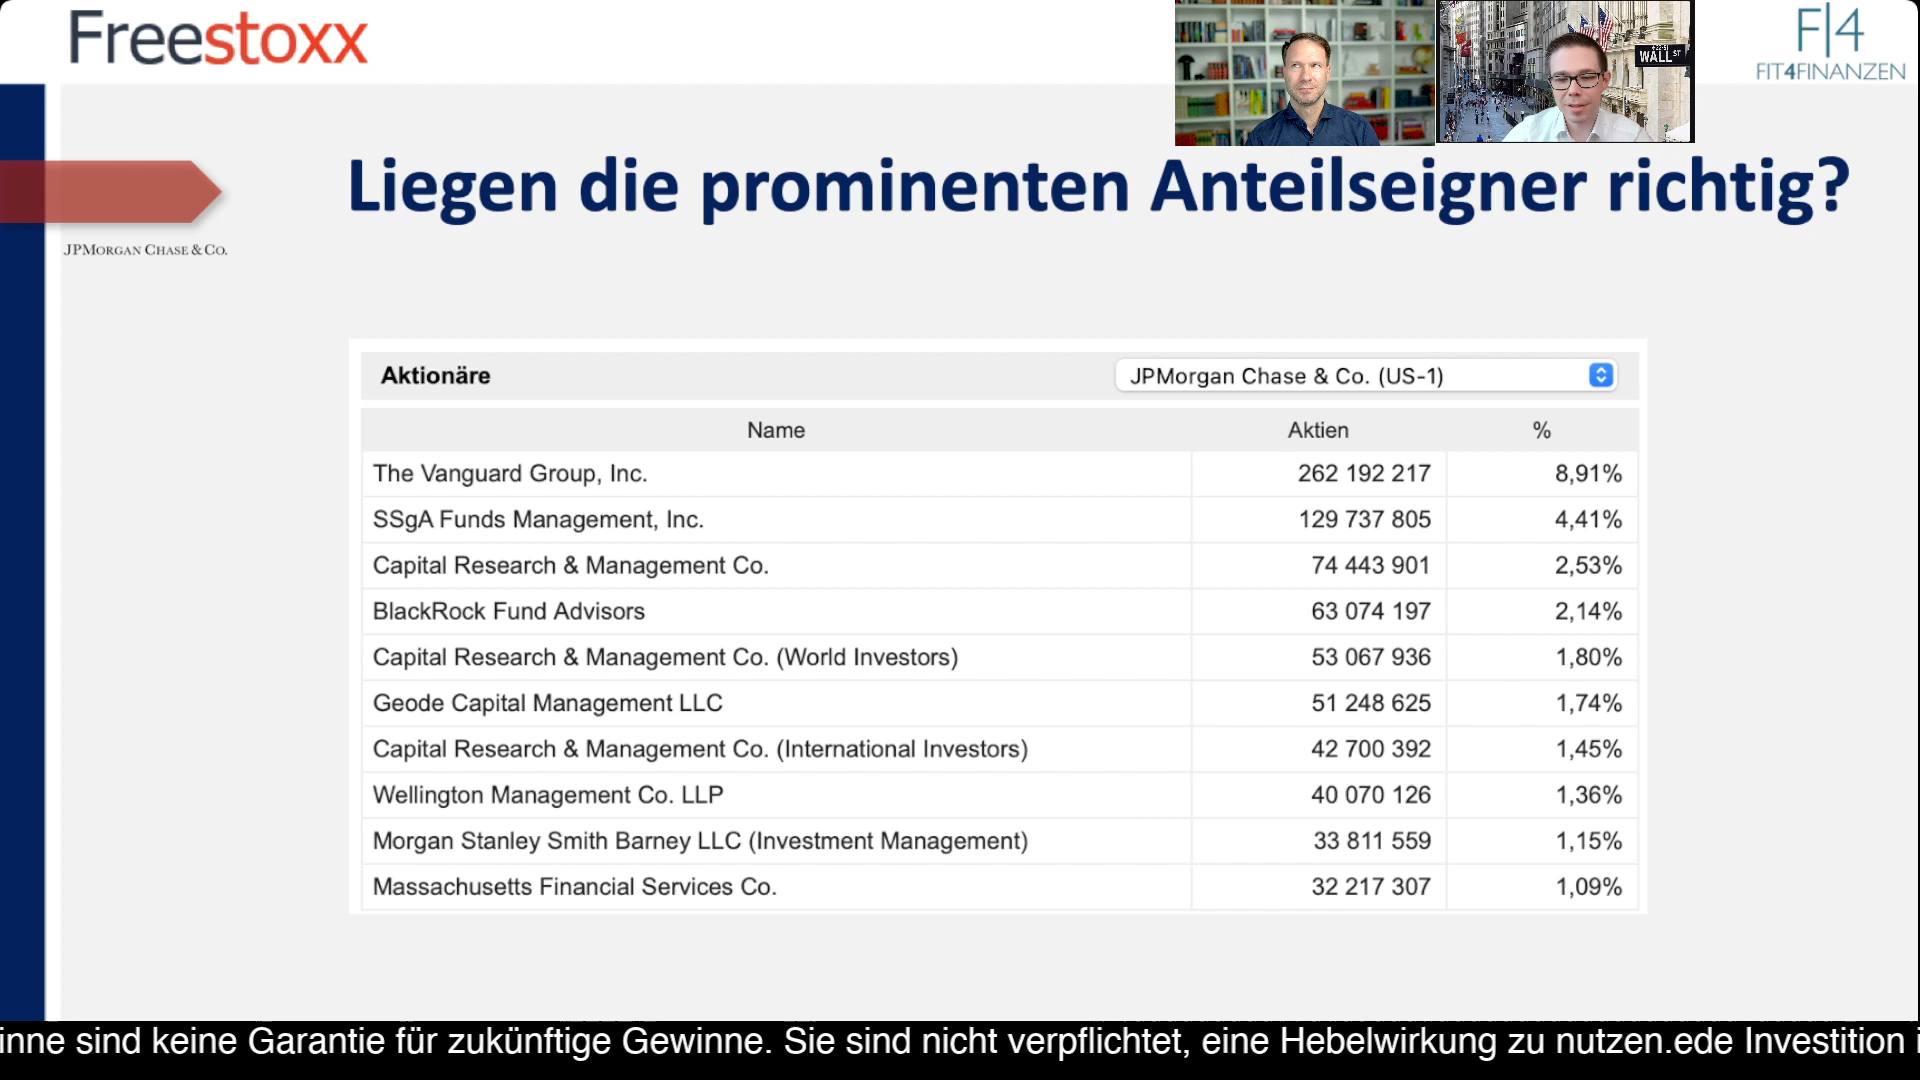 Freestoxx
WALL ST
F|4
FIT4FINANZEN
Liegen die prominenten Anteilseigner richtig?
JPMORGAN CHASE & CO.
Aktionäre
JPMorgan Chase & Co. (US-1)
Name Aktien %
The Vanguard Group, Inc. 262 192 217 8,91%
SSgA Funds Management, Inc. 129 737 805 4,41%
Capital Research & Management Co. 74 443 901 2,53%
BlackRock Fund Advisors 63 074 197 2,14%
Capital Research & Management Co. (World Investors) 53 067 936 1,80%
Geode Capital Management LLC 51 248 625 1,74%
Capital Research & Management Co. (International Investors) 42 700 392 1,45%
Wellington Management Co. LLP 40 070 126 1,36%
Morgan Stanley Smith Barney LLC (Investment Management) 33 811 559 1,15%
Massachusetts Financial Services Co. 32 217 307 1,09%
inne sind keine Garantie für zukünftige Gewinne. Sie sind nicht verpflichtet, eine Hebelwirkung zu nutzen.ede Investition i